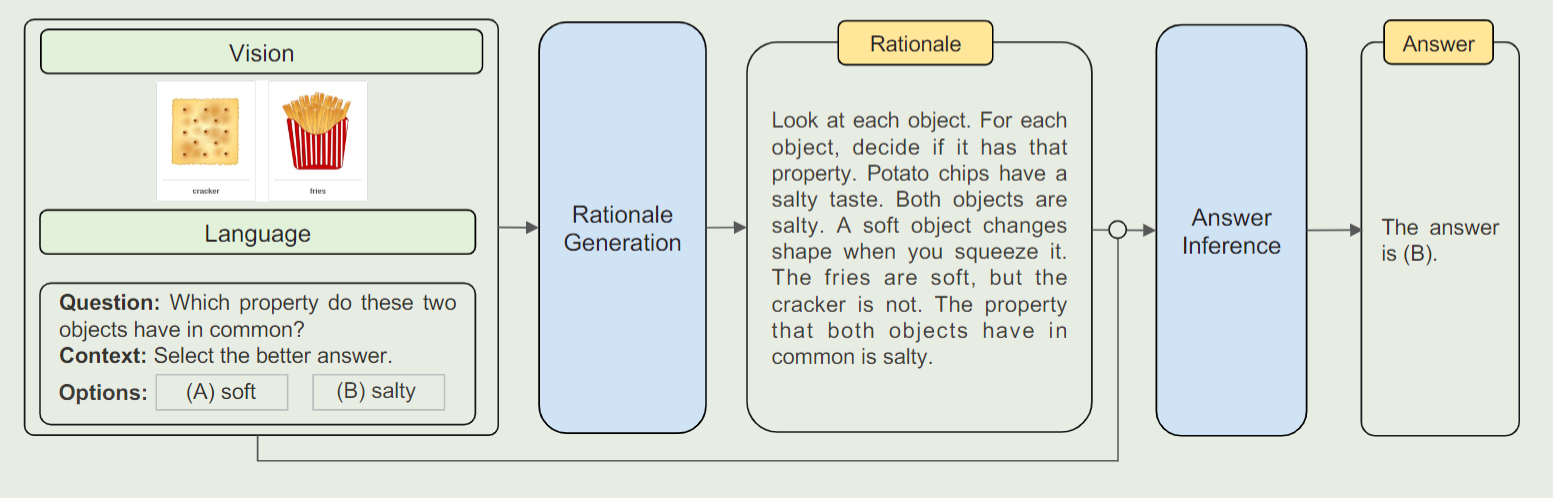 Vision
cracker
fries
Language
Question: Which property do these two
objects have in common?
Context: Select the better answer.
Options: (A) soft (B) salty
Rationale
Generation
Rationale
Look at each object. For each
object, decide if it has that
property. Potato chips have a
salty taste. Both objects are
salty. A soft object changes
shape when you squeeze it.
The fries are soft, but the
cracker is not. The property
that both objects have in
common is salty.
Answer
Inference
Answer
The answer
is (B).